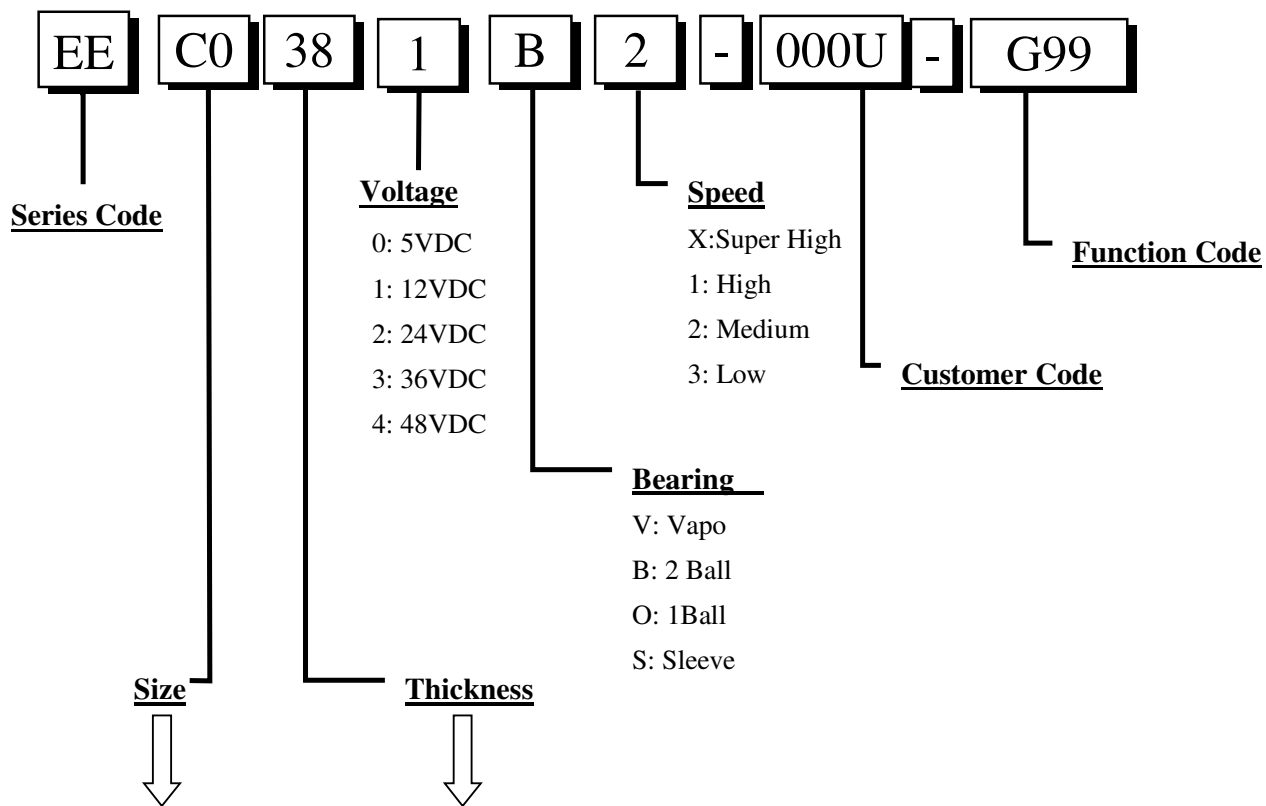 EE C0 38 1 B 2 - 000U - G99
Series Code
Voltage
0: 5VDC
1: 12VDC
2: 24VDC
3: 36VDC
4: 48VDC
Speed
X:Super High
1: High
2: Medium
3: Low
Function Code
Customer Code
Bearing
V: Vapo
B: 2 Ball
O: 1Ball
S: Sleeve
Size
Thickness